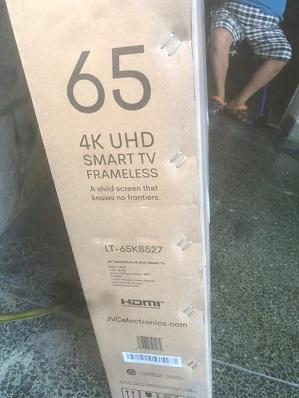 65
4K UHD
SMART TV
FRAMELESS
A vivid screen that
knows no frontiers.
LT-65KB527
HDMI
JVCelectronics.com